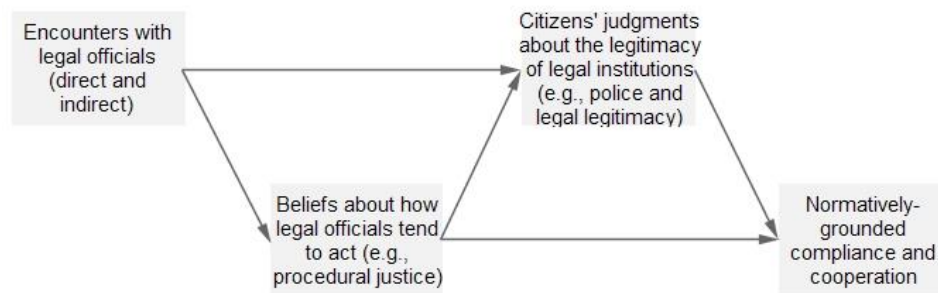 Encounters with
legal officials
(direct and
indirect)
Citizens' judgments
about the legitimacy
of legal institutions
(e.g., police and
legal legitimacy)
Beliefs about how
legal officials tend
to act (e.g.,
procedural justice)
Normatively-
grounded
compliance and
cooperation